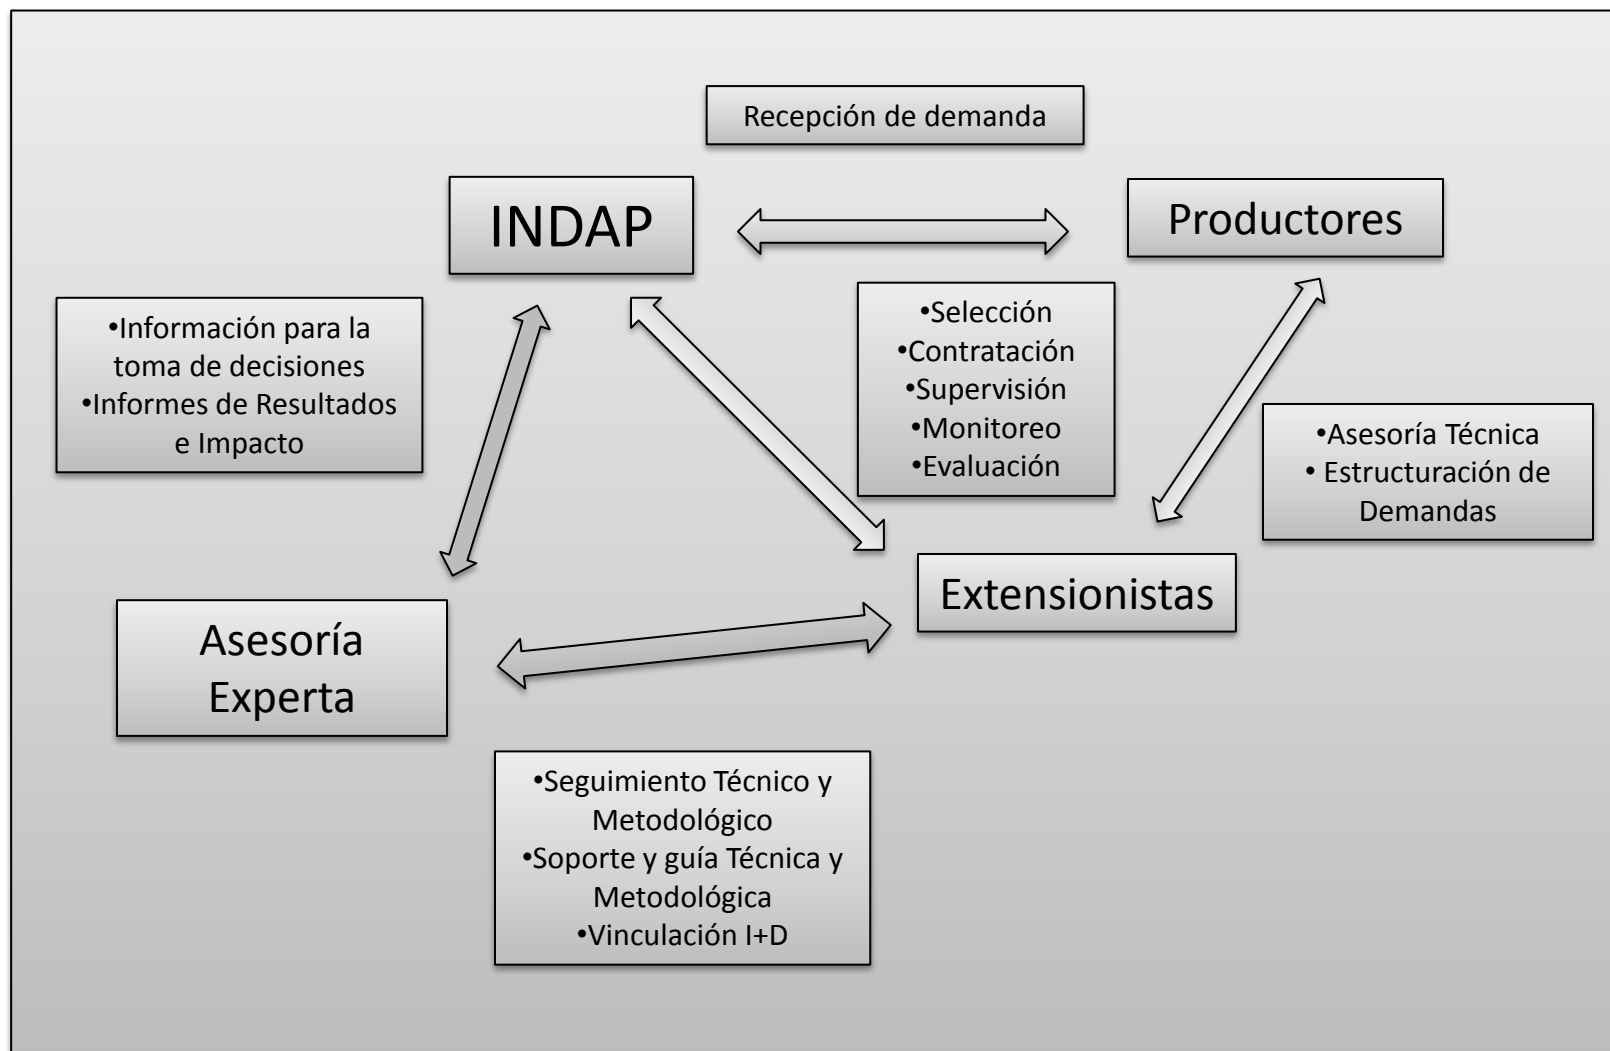 Recepción de demanda
INDAP
Productores
•Información para la
toma de decisiones
•Informes de Resultados
e Impacto
•Selección
•Contratación
•Supervisión
•Monitoreo
•Evaluación
•Asesoría Técnica
• Estructuración de
Demandas
Extensionistas
Asesoría
Experta
•Seguimiento Técnico y
Metodológico
•Soporte y guía Técnica y
Metodológica
•Vinculación I+D